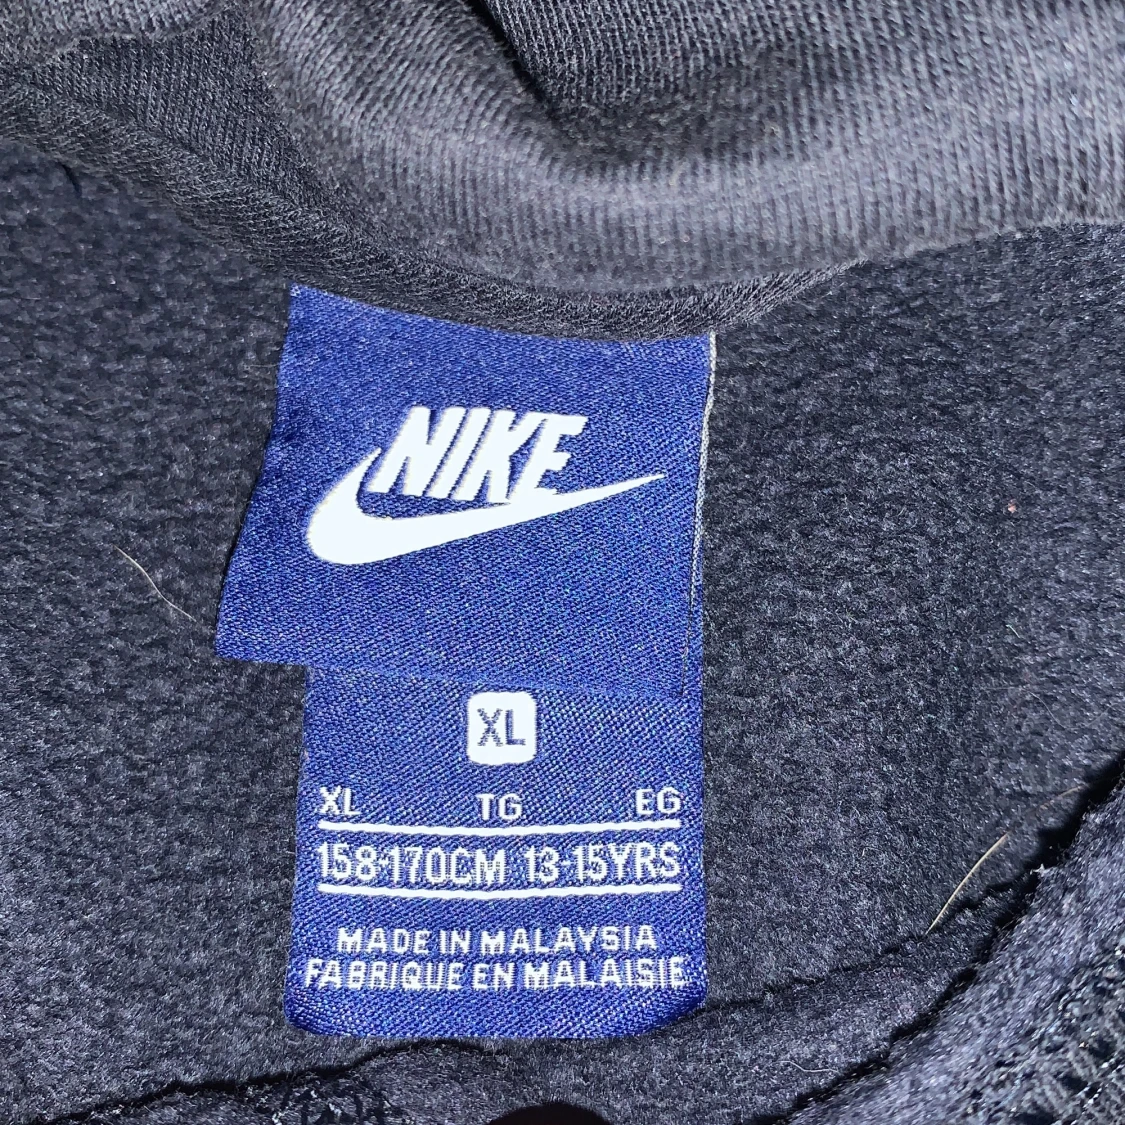 NIKE
XL
XL TG EG
158-170CM 13-15YRS
MADE IN MALAYSIA
FABRIQUE EN MALAISIE